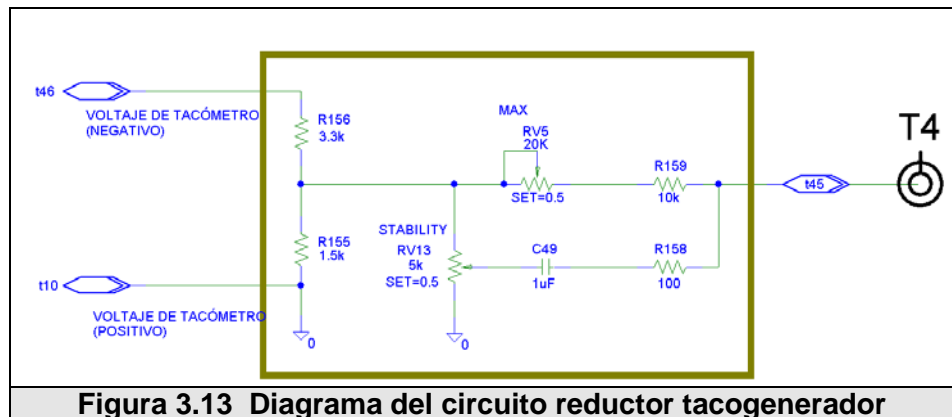 t46
VOLTAJE DE TACÓMETRO
(NEGATIVO)
R156
3.3k
MAX
RV5
20K
SET=0.5
R159
10k
t45
T4
STABILITY
RV13
5k
SET=0.5
C49
1uF
R158
100
R155
1.5k
t10
VOLTAJE DE TACÓMETRO
(POSITIVO)
0
0
Figura 3.13 Diagrama del circuito reductor tacogenerador